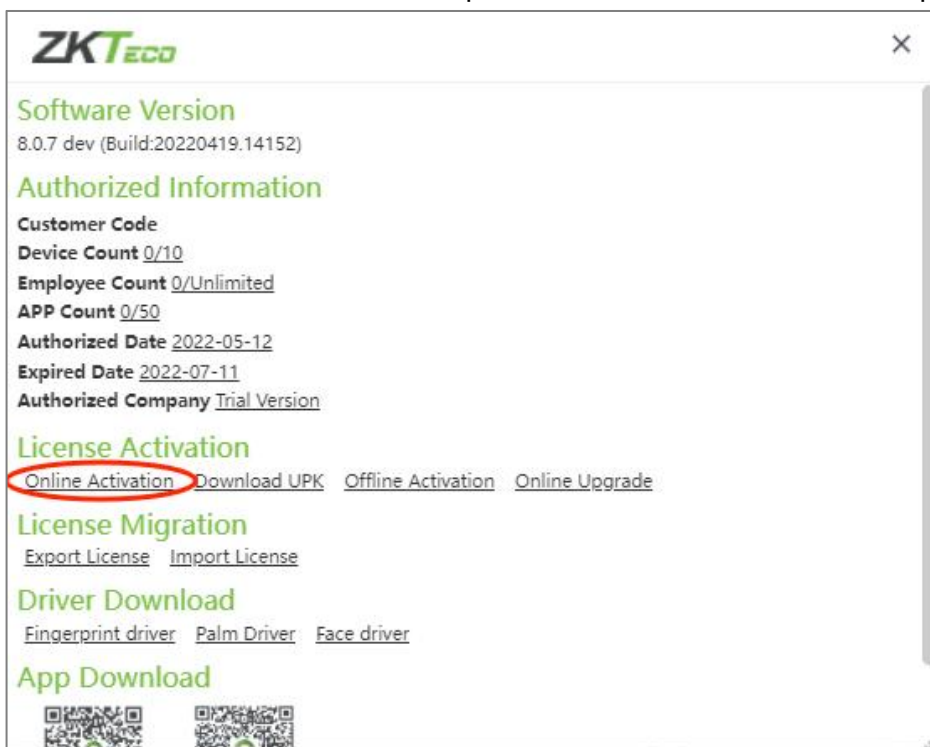 ZKTeco
Software Version
8.0.7 dev (Build:20220419.14152)
Authorized Information
Customer Code
Device Count 0/10
Employee Count 0/Unlimited
APP Count 0/50
Authorized Date 2022-05-12
Expired Date 2022-07-11
Authorized Company Trial Version
License Activation
Online Activation Download UPK Offline Activation Online Upgrade
License Migration
Export License Import License
Driver Download
Fingerprint driver Palm Driver Face driver
App Download